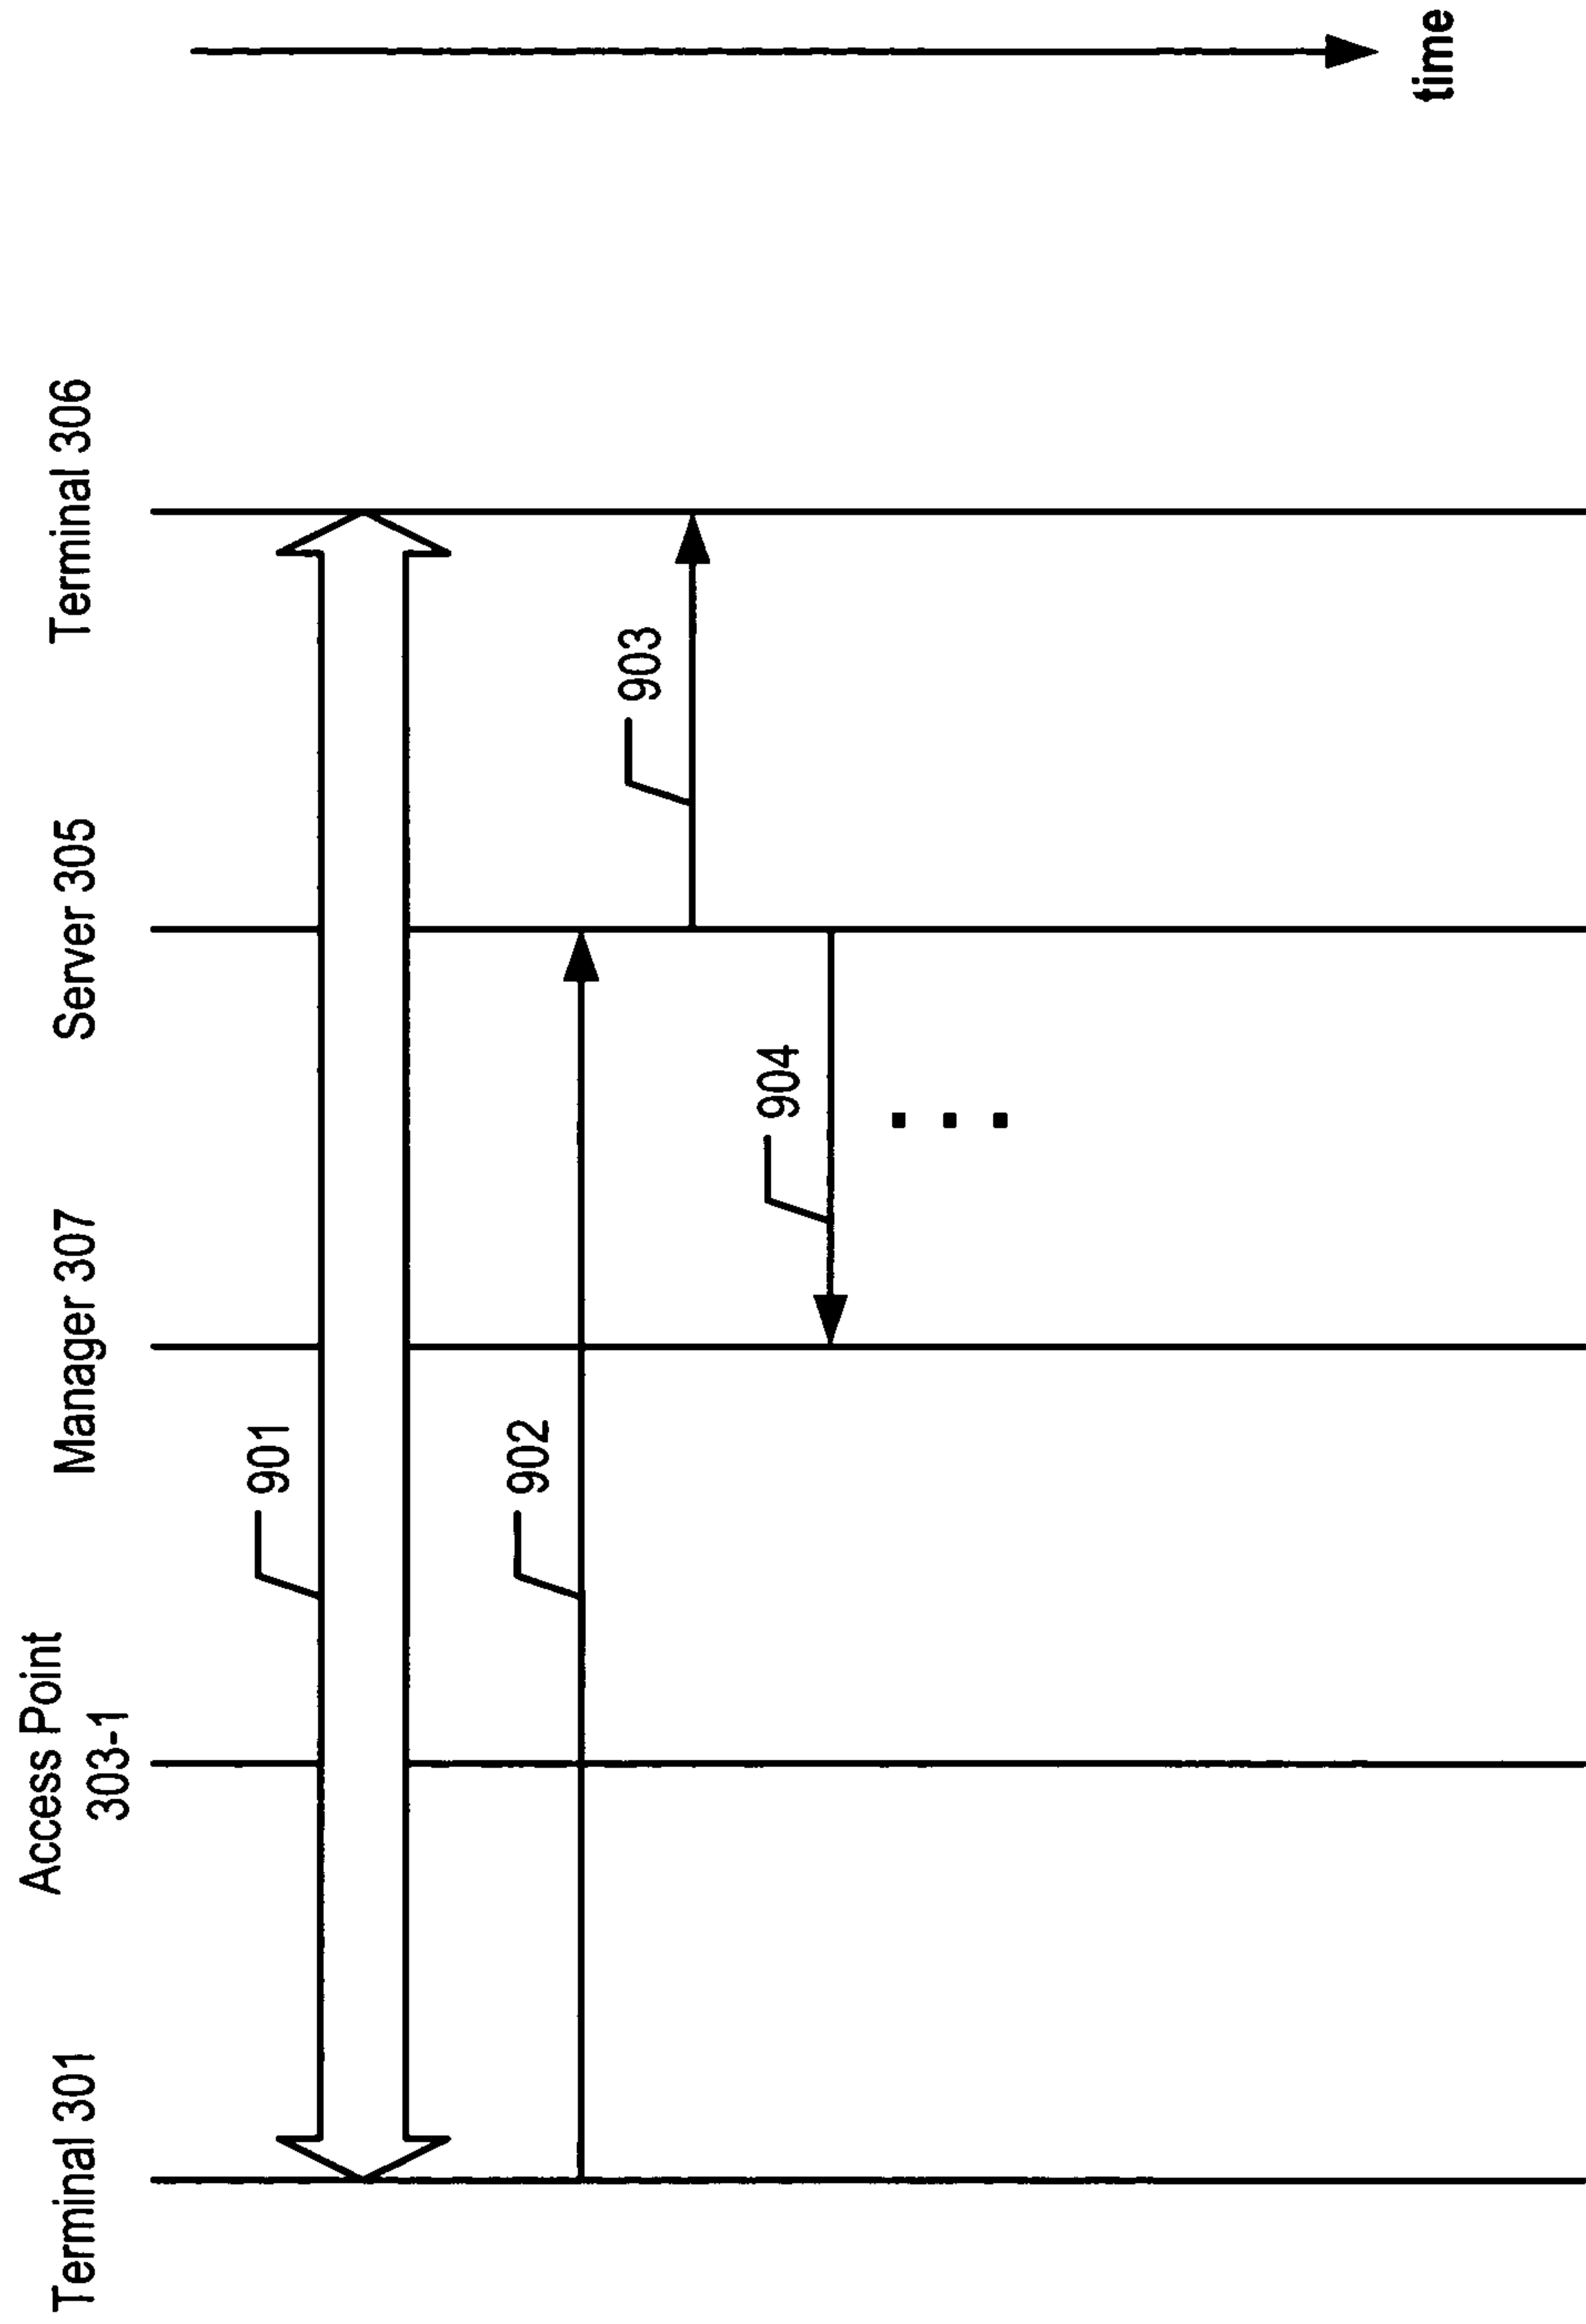 Terminal 301
Access Point
303-1
Manager 307
Server 305
Terminal 306
901
902
903
904
time